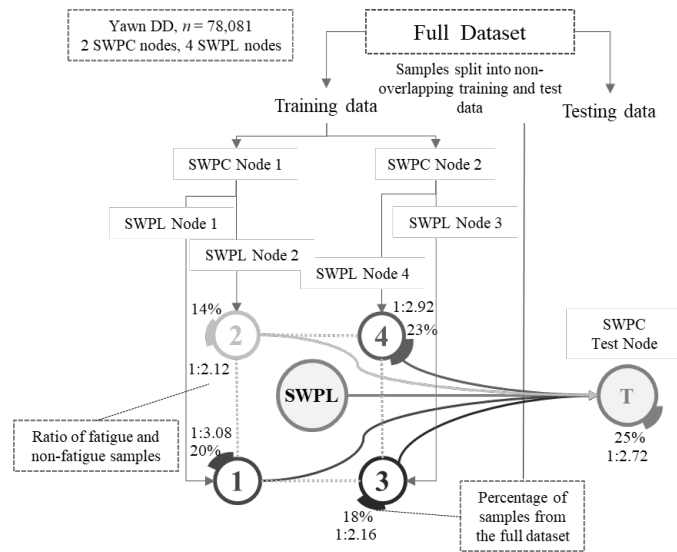 Yawn DD, n = 78,081
2 SWPC nodes, 4 SWPL nodes
Full Dataset
Samples split into non-
overlapping training and test
data
Training data
Testing data
SWPC Node 1
SWPC Node 2
SWPL Node 1
SWPL Node 3
SWPL Node 2
SWPL Node 4
14%
2
1:2.12
1:2.92
23%
4
SWPC
Test Node
SWPL
T
25%
1:2.72
Ratio of fatigue and
non-fatigue samples
1:3.08
20%
1
3
18%
1:2.16
Percentage of
samples from
the full dataset